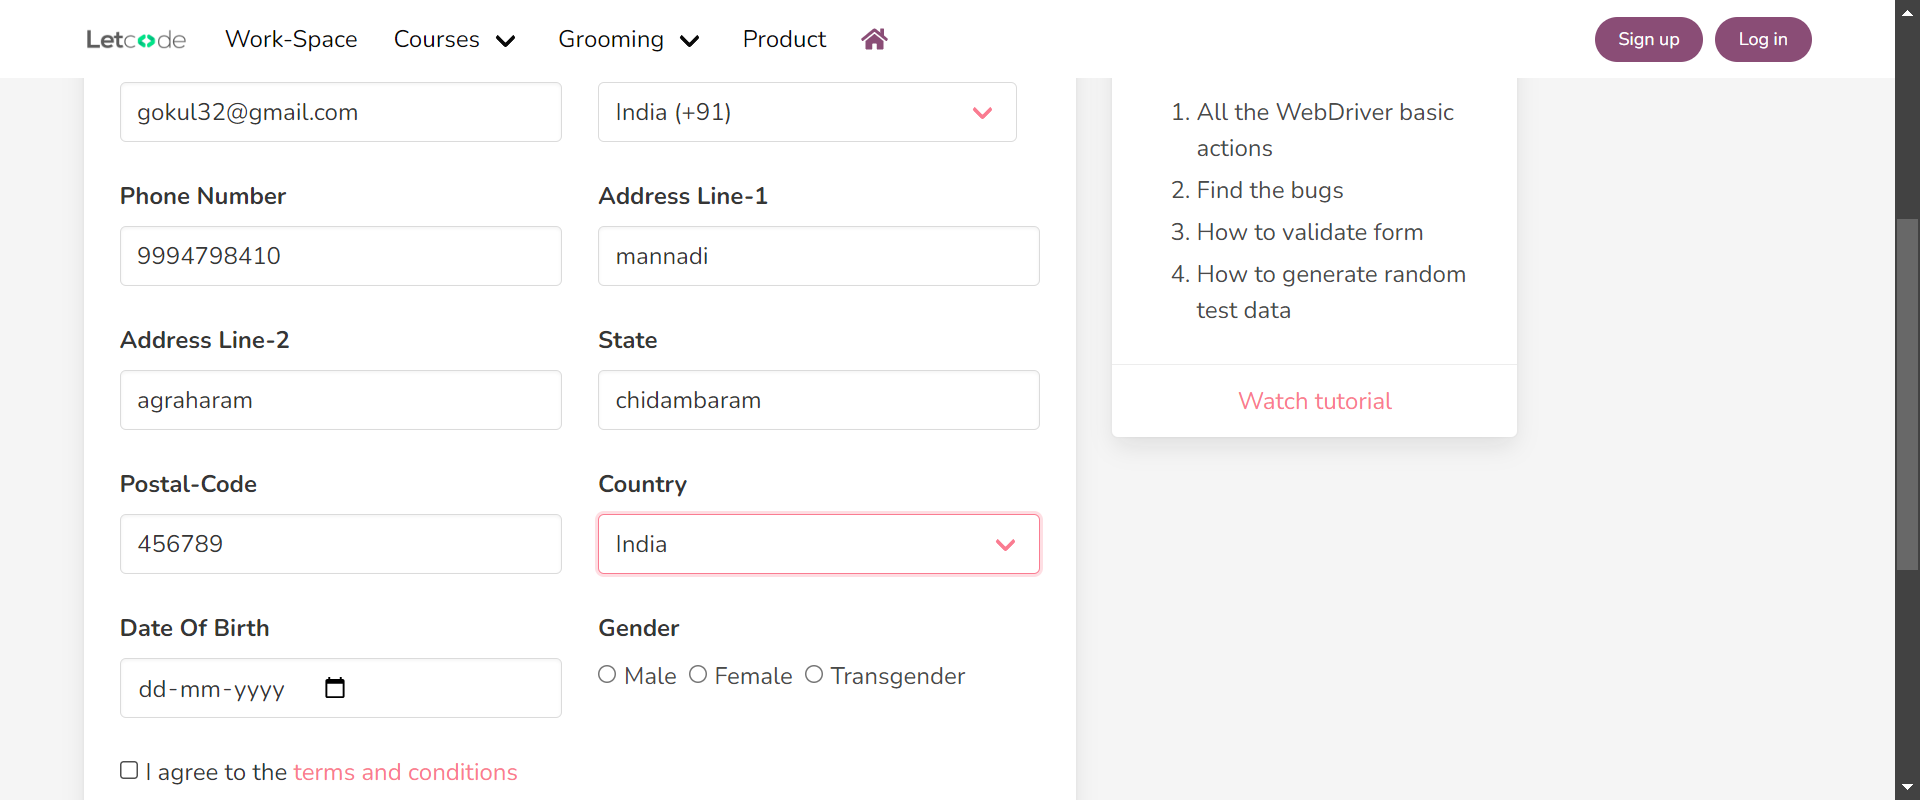 Letcode Work-Space Courses Grooming Product Sign up Log in
gokul32@gmail.com India (+91)
Phone Number Address Line-1
9994798410 mannadi
Address Line-2 State
agraharam chidambaram
Postal-Code Country
456789 India
Date Of Birth Gender
dd-mm-yyyy Male Female Transgender
I agree to the terms and conditions
1. All the WebDriver basic
actions
2. Find the bugs
3. How to validate form
4. How to generate random
test data
Watch tutorial